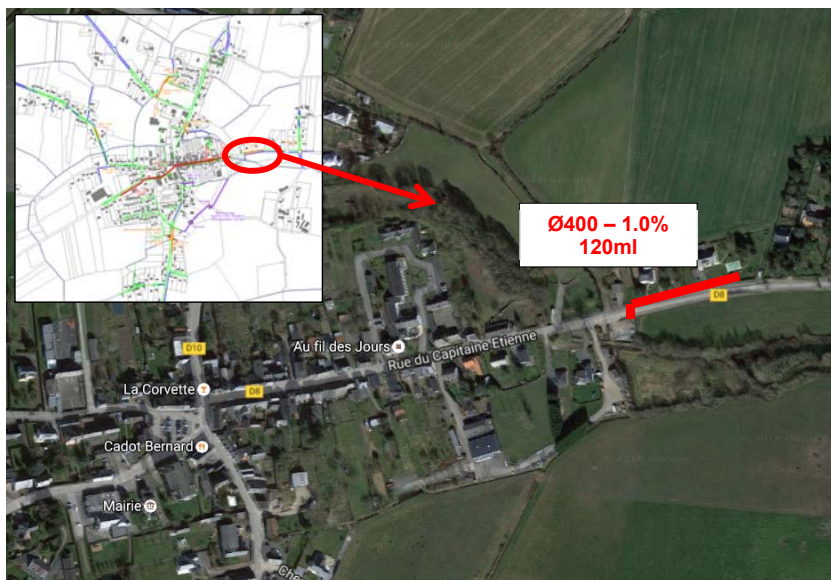 Ø400 – 1.0%
120ml
D8
D10
Au fil des Jours
Rue du Capitaine Etienne
La Corvette
D8
Cadot Bernard
Mairie